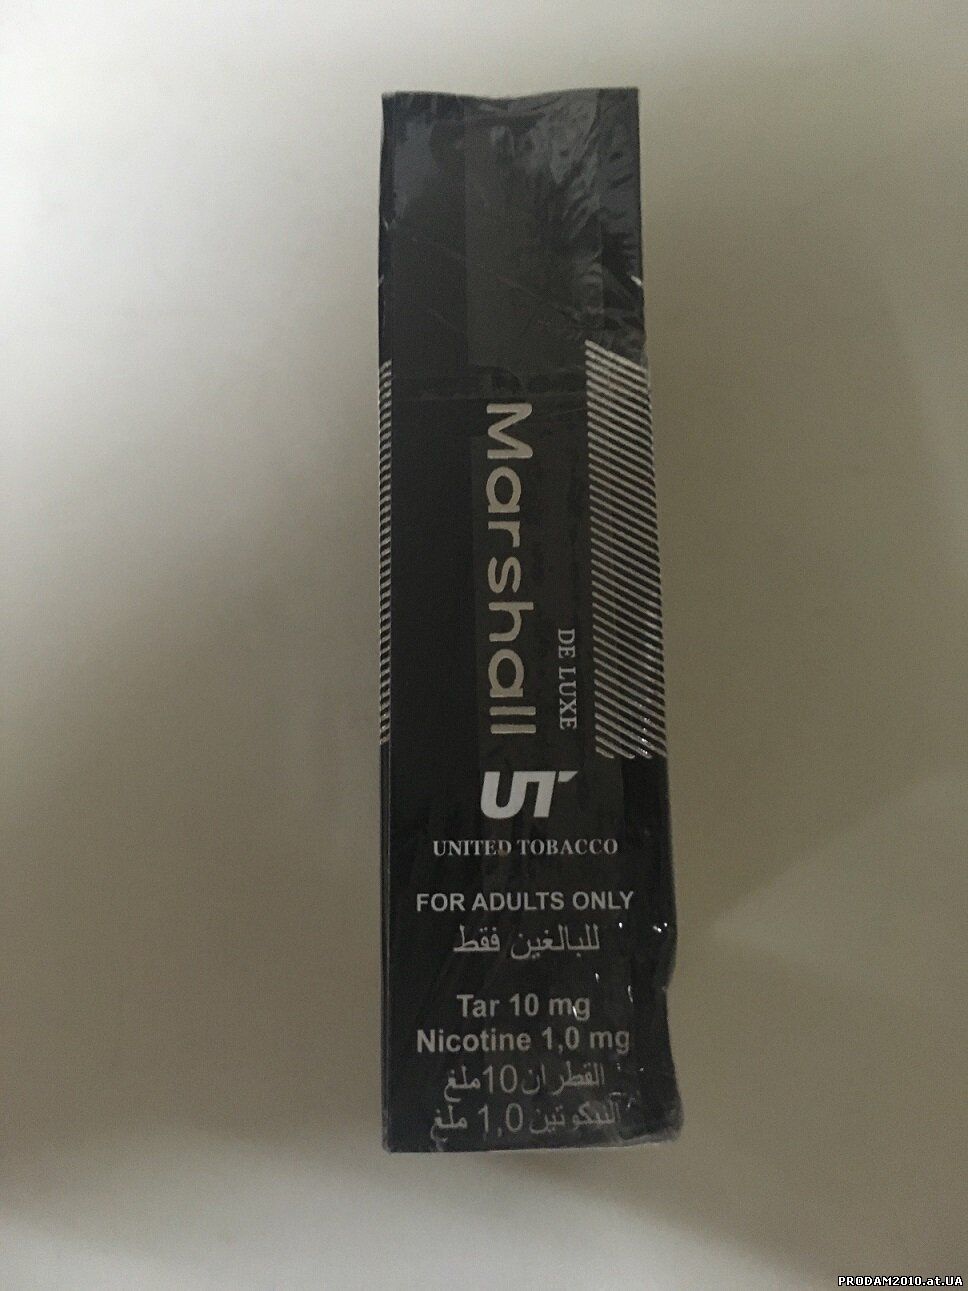 Marshall
DE LUXE
UT
UNITED TOBACCO
FOR ADULTS ONLY
للبالغين فقط
Tar 10 mg
Nicotine 1,0 mg
القطران 10 ملغ
النيكوتين 1,0 ملغ
PRODAM2010.at.UA